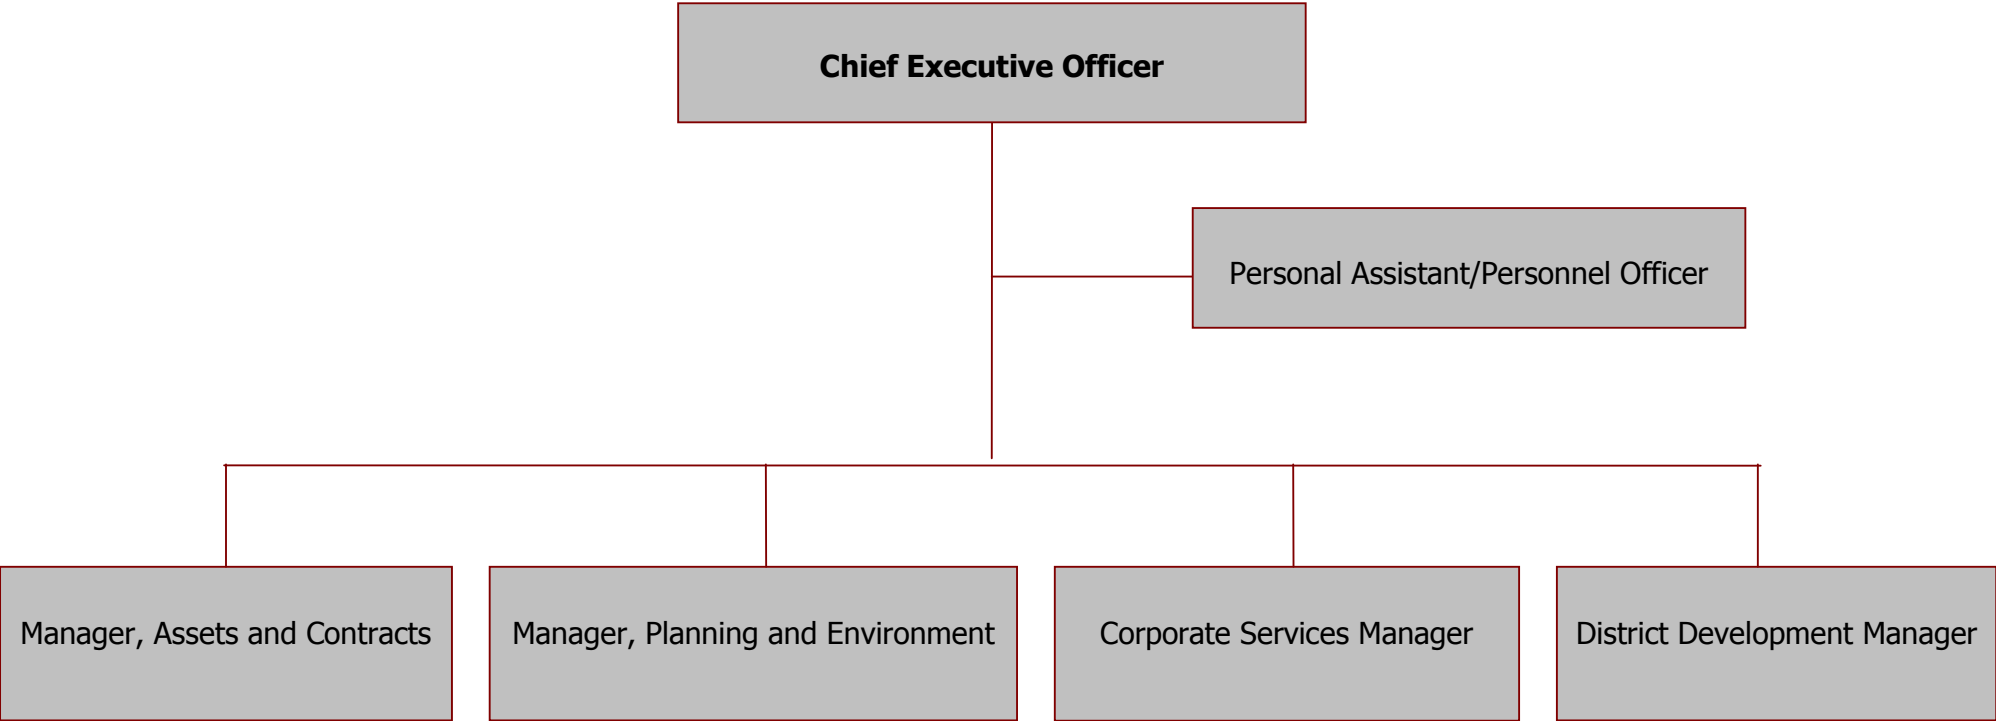 Chief Executive Officer
Personal Assistant/Personnel Officer
Manager, Assets and Contracts
Manager, Planning and Environment
Corporate Services Manager
District Development Manager